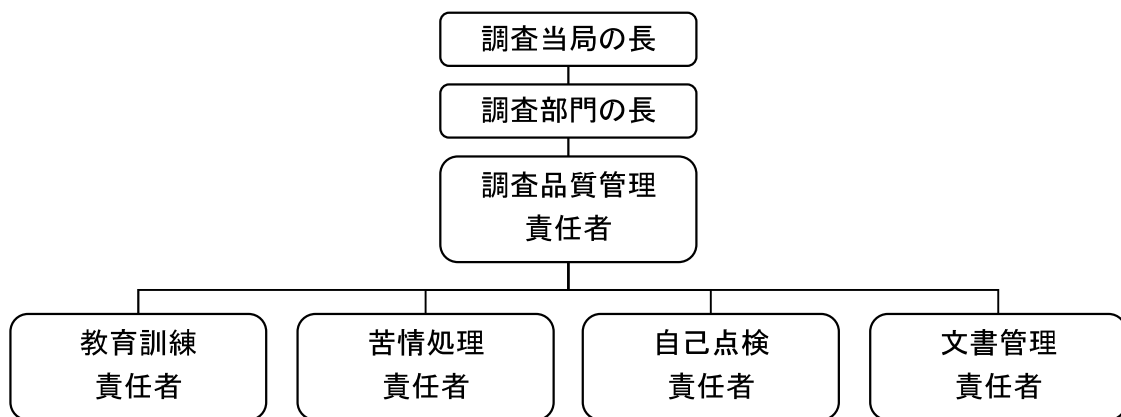 調査当局の長
調査部門の長
調査品質管理
責任者
教育訓練
責任者
苦情処理
責任者
自己点検
責任者
文書管理
責任者